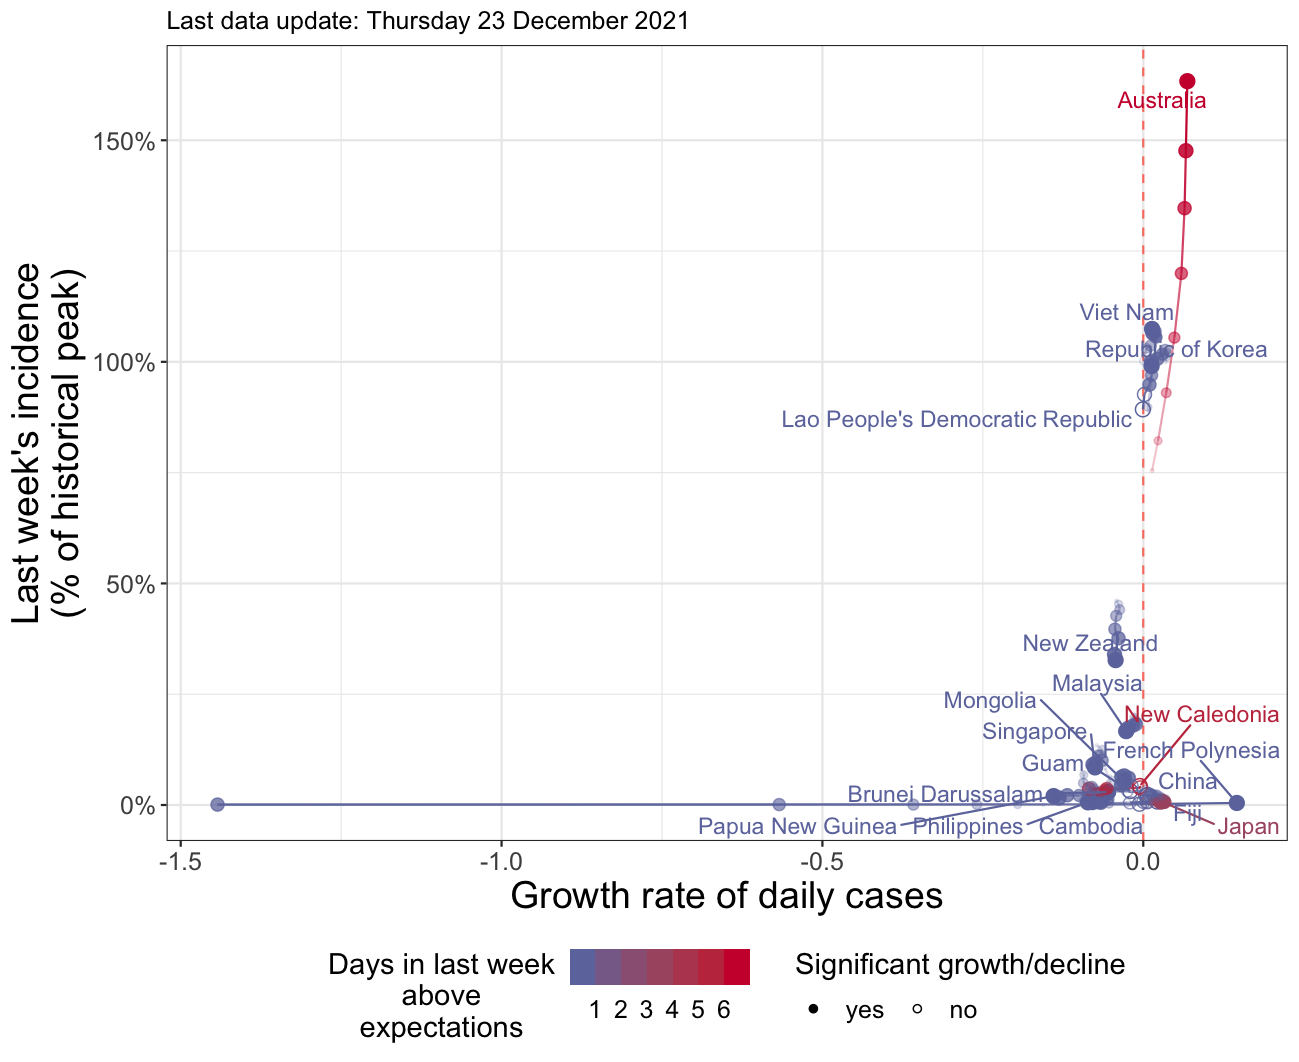 Last data update: Thursday 23 December 2021
Last week's incidence
(% of historical peak)
150%
100%
50%
0%
Australia
Viet Nam
Republic of Korea
Lao People's Democratic Republic
New Zealand
Malaysia
Mongolia
New Caledonia
Singapore
French Polynesia
Guam
China
Brunei Darussalam
Fiji
Papua New Guinea
Philippines
Cambodia
Japan
-1.5
-1.0
-0.5
0.0
Growth rate of daily cases
Days in last week
above
expectations
1 2 3 4 5 6
Significant growth/decline
yes
no